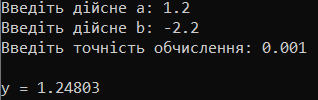 Введіть дійсне a: 1.2
Введіть дійсне b: -2.2
Введіть точність обчислення: 0.001
y = 1.24803